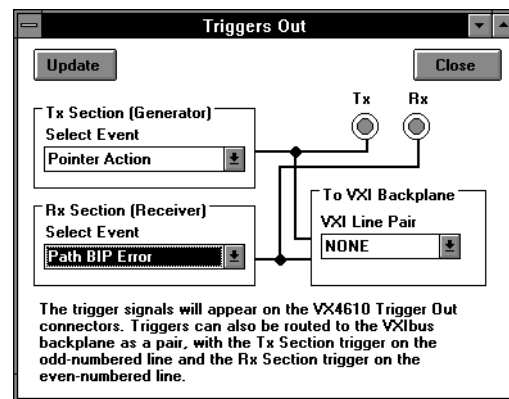 Triggers Out
Update
Close
Tx Rx
Tx Section (Generator)
Select Event
Pointer Action
To VXI Backplane
Rx Section (Receiver)
VXI Line Pair
Select Event
NONE
Path BIP Error
The trigger signals will appear on the VX4610 Trigger Out
connectors. Triggers can also be routed to the VXIbus
backplane as a pair, with the Tx Section trigger on the
odd-numbered line and the Rx Section trigger on the
even-numbered line.